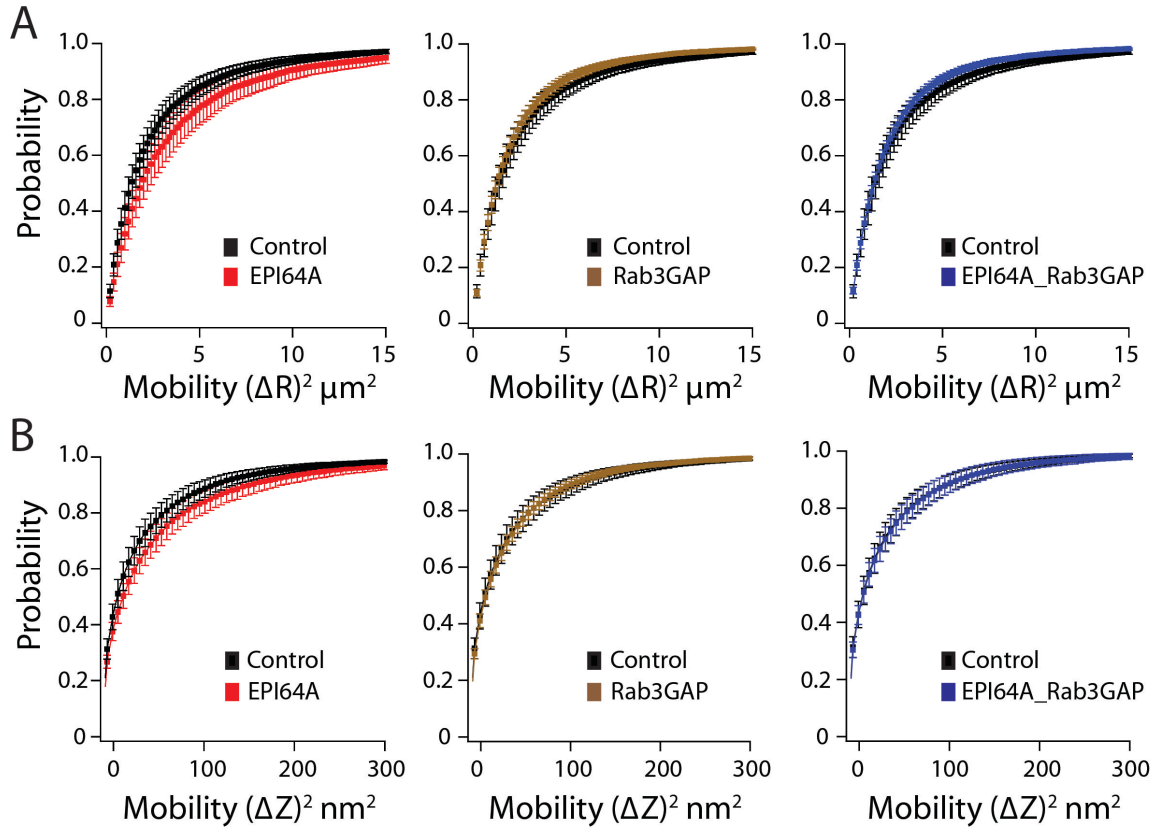 A
1.0
0.8
0.6
0.4
0.2
0
Probability
Control
EPI64A
0 5 10 15
Mobility (ΔR)² µm²
1.0
0.8
0.6
0.4
0.2
0
Control
Rab3GAP
0 5 10 15
Mobility (ΔR)² µm²
1.0
0.8
0.6
0.4
0.2
0
Control
EPI64A_Rab3GAP
0 5 10 15
Mobility (ΔR)² µm²
B
1.0
0.8
0.6
0.4
0.2
0
Probability
Control
EPI64A
0 100 200 300
Mobility (ΔZ)² nm²
1.0
0.8
0.6
0.4
0.2
0
Control
Rab3GAP
0 100 200 300
Mobility (ΔZ)² nm²
1.0
0.8
0.6
0.4
0.2
0
Control
EPI64A_Rab3GAP
0 100 200 300
Mobility (ΔZ)² nm²